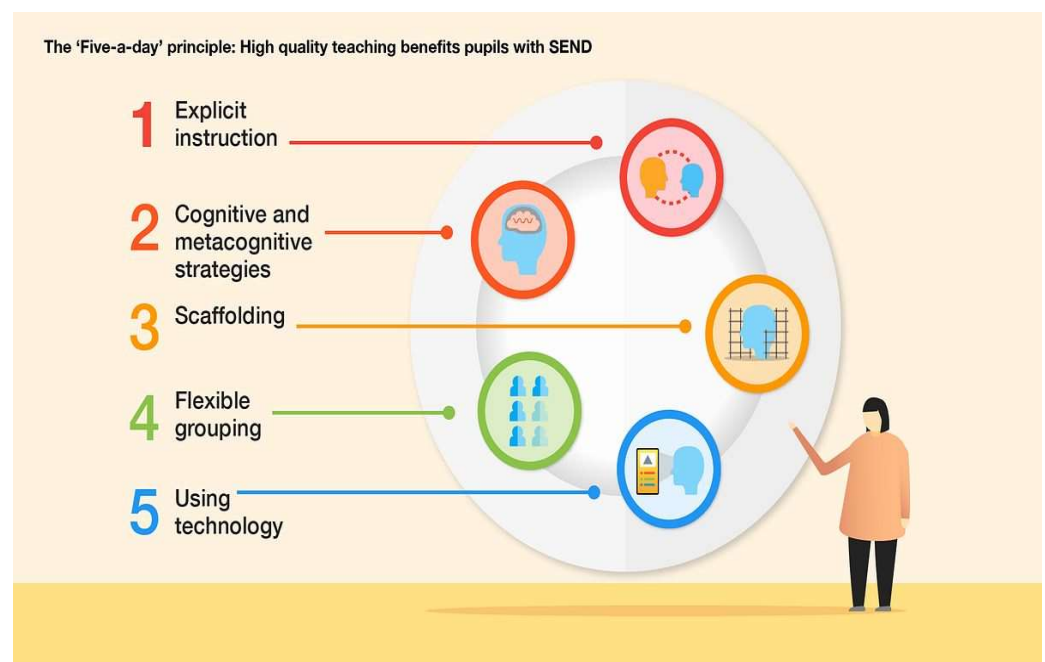 The ‘Five-a-day’ principle: High quality teaching benefits pupils with SEND
1 Explicit
instruction
2 Cognitive and
metacognitive
strategies
3 Scaffolding
4 Flexible
grouping
5 Using
technology